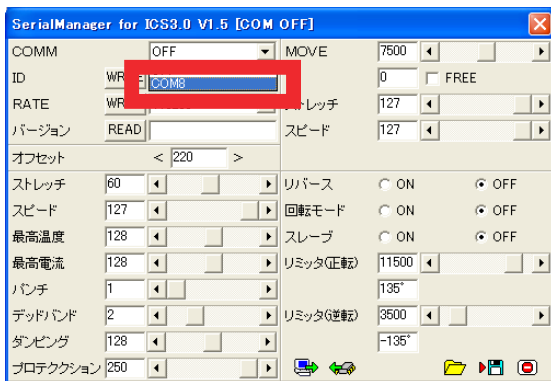 SerialManager for ICS3.0 V1.5 [COM OFF]
COMM OFF MOVE 7500
ID COM8 0 FREE
RATE 127
バージョン READ スピード 127
オフセット < 220 >
ストレッチ 60 リバース ON OFF
スピード 127 回転モード ON OFF
最高温度 128 スレーブ ON OFF
最高電流 128 リミッタ(正転) 11500
パンチ 1 135°
デッドバンド 2 リミッタ(逆転) 3500
ダンピング 128 -135°
プロテククション 250